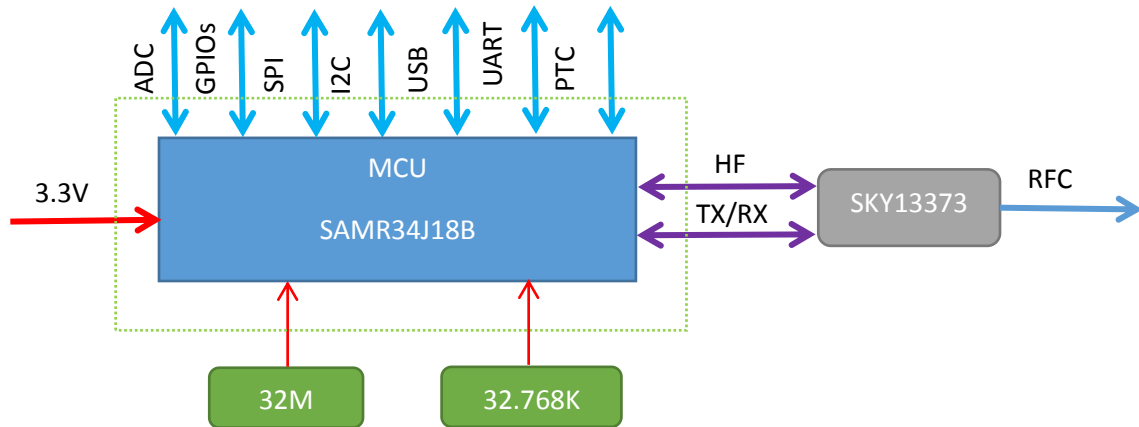 ADC
GPIOs
SPI
I2C
USB
UART
PTC
MCU
SAMR34J18B
3.3V
HF
TX/RX
SKY13373
RFC
32M
32.768K